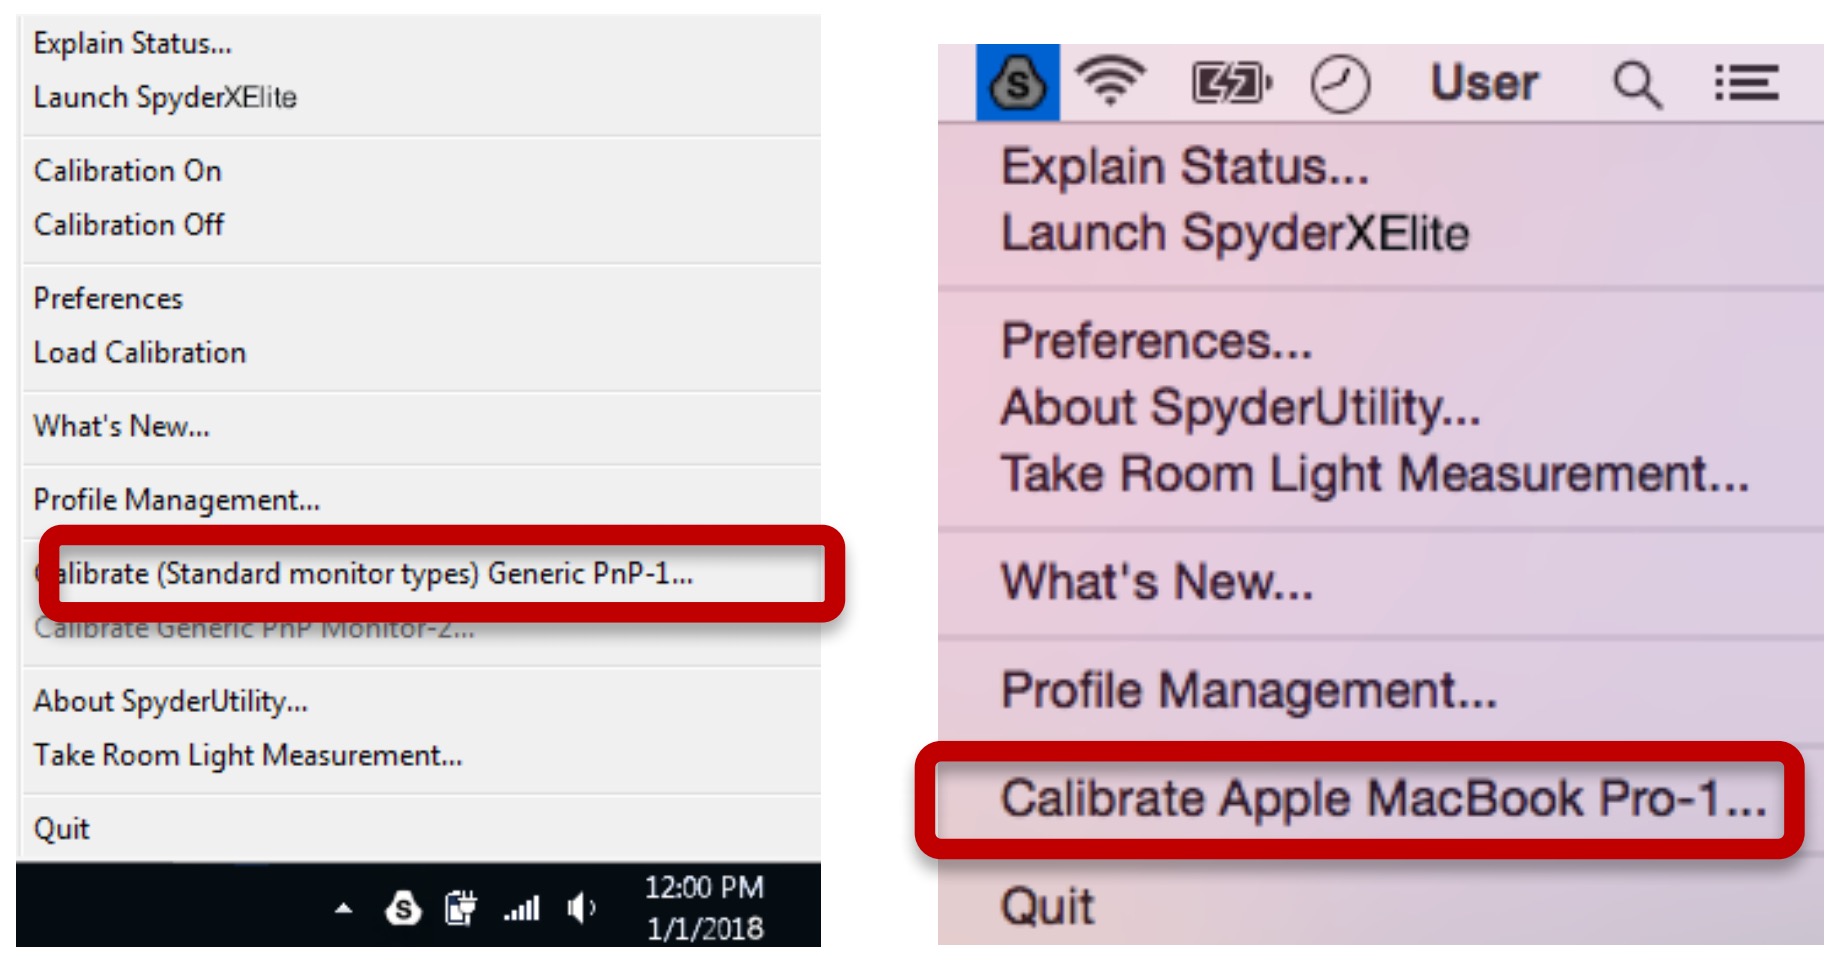 Explain Status...
Launch SpyderXElite
Calibration On
Calibration Off
Preferences
Load Calibration
What's New...
Profile Management...
alibrate (Standard monitor types) Generic PnP-1...
Calibrate Generic PnP Monitor-2...
About SpyderUtility...
Take Room Light Measurement...
Quit
S
12:00 PM
1/1/2018
S User
Explain Status...
Launch SpyderXElite
Preferences...
About SpyderUtility...
Take Room Light Measurement...
What's New...
Profile Management...
Calibrate Apple MacBook Pro-1...
Quit